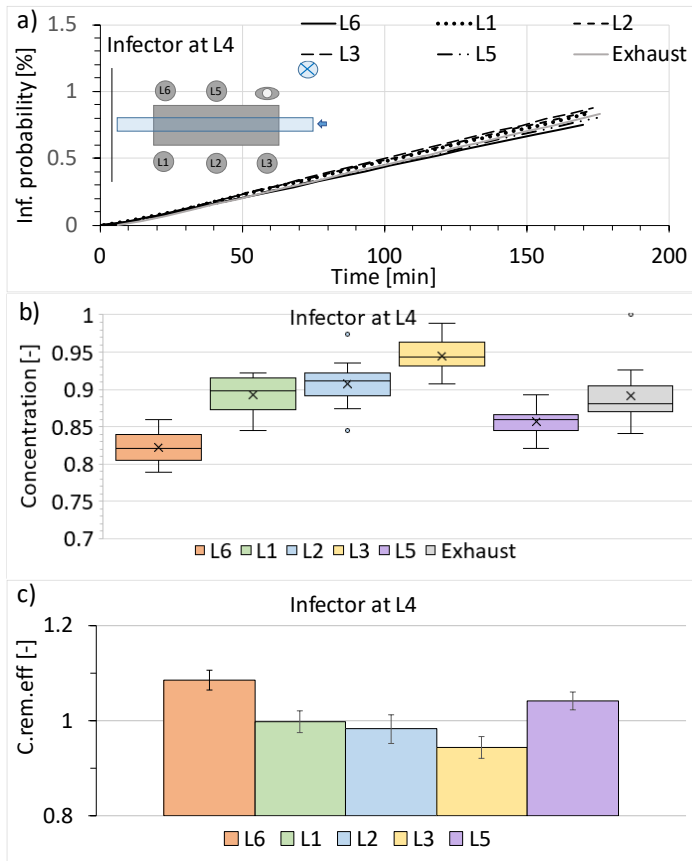 a)
1.5
1
0.5
0
Inf. probability [%]
Infector at L4
L6 L1 L2
L3 L5 Exhaust
L6 L5
L1 L2 L3
0 50 100 150 200
Time [min]
b)
Infector at L4
1
0.95
0.9
0.85
0.8
0.75
0.7
Concentration [-]
L6 L1 L2 L3 L5 Exhaust
c)
Infector at L4
1.2
1
0.8
C.rem.eff [-]
L6 L1 L2 L3 L5